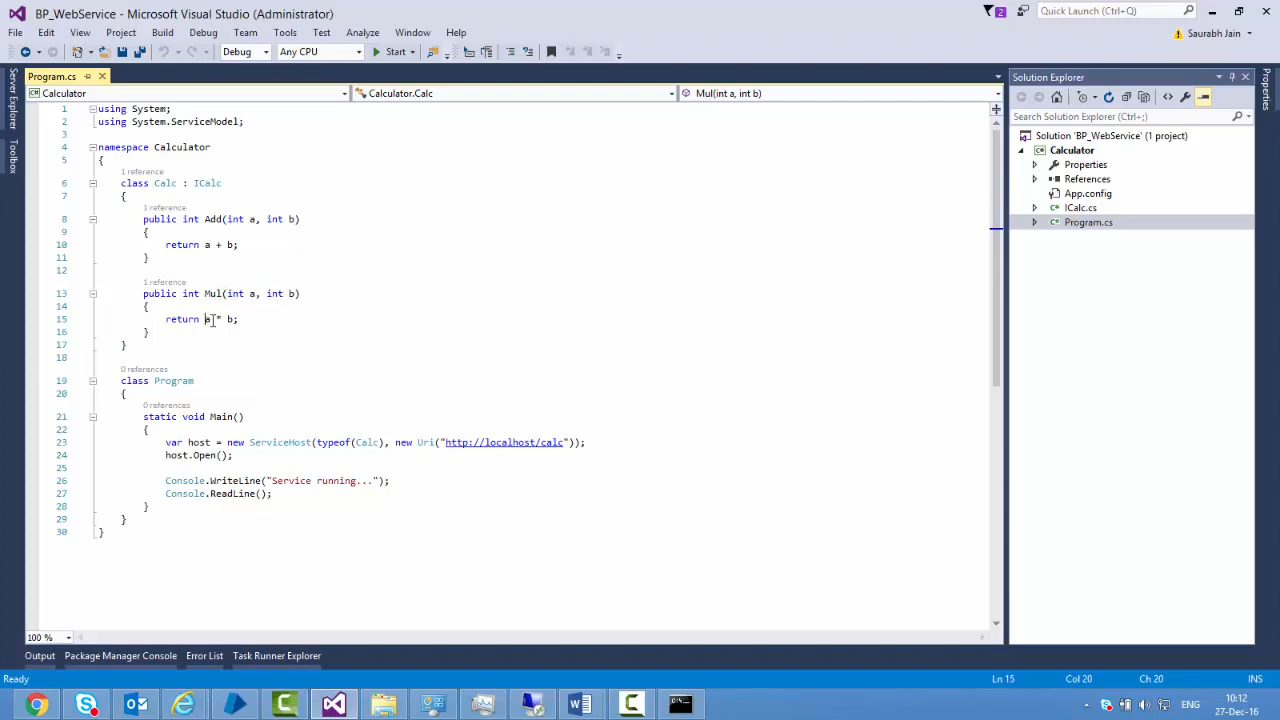 BP_WebService - Microsoft Visual Studio (Administrator)
2
Quick Launch (Ctrl+Q)
File Edit View Project Build Debug Team Tools Test Analyze Window Help
Saurabh Jain
Debug Any CPU Start
Server Explorer
Toolbox
Program.cs
Calculator Calculator.Calc Mul(int a, int b)
1 using System;
2 using System.ServiceModel;
3
4 namespace Calculator
5 {
1 reference
6 class Calc : ICalc
7 {
1 reference
8 public int Add(int a, int b)
9 {
10 return a + b;
11 }
12
1 reference
13 public int Mul(int a, int b)
14 {
15 return a * b;
16 }
17 }
18
0 references
19 class Program
20 {
0 references
21 static void Main()
22 {
23 var host = new ServiceHost(typeof(Calc), new Uri("http://localhost/calc"));
24 host.Open();
25
26 Console.WriteLine("Service running...");
27 Console.ReadLine();
28 }
29 }
30 }
100 %
Solution Explorer
Search Solution Explorer (Ctrl+;)
Solution 'BP_WebService' (1 project)
Calculator
Properties
References
App.config
ICalc.cs
Program.cs
Properties
Output Package Manager Console Error List Task Runner Explorer
Ready Ln 15 Col 20 Ch 20 INS
ENG
10:12
27-Dec-16